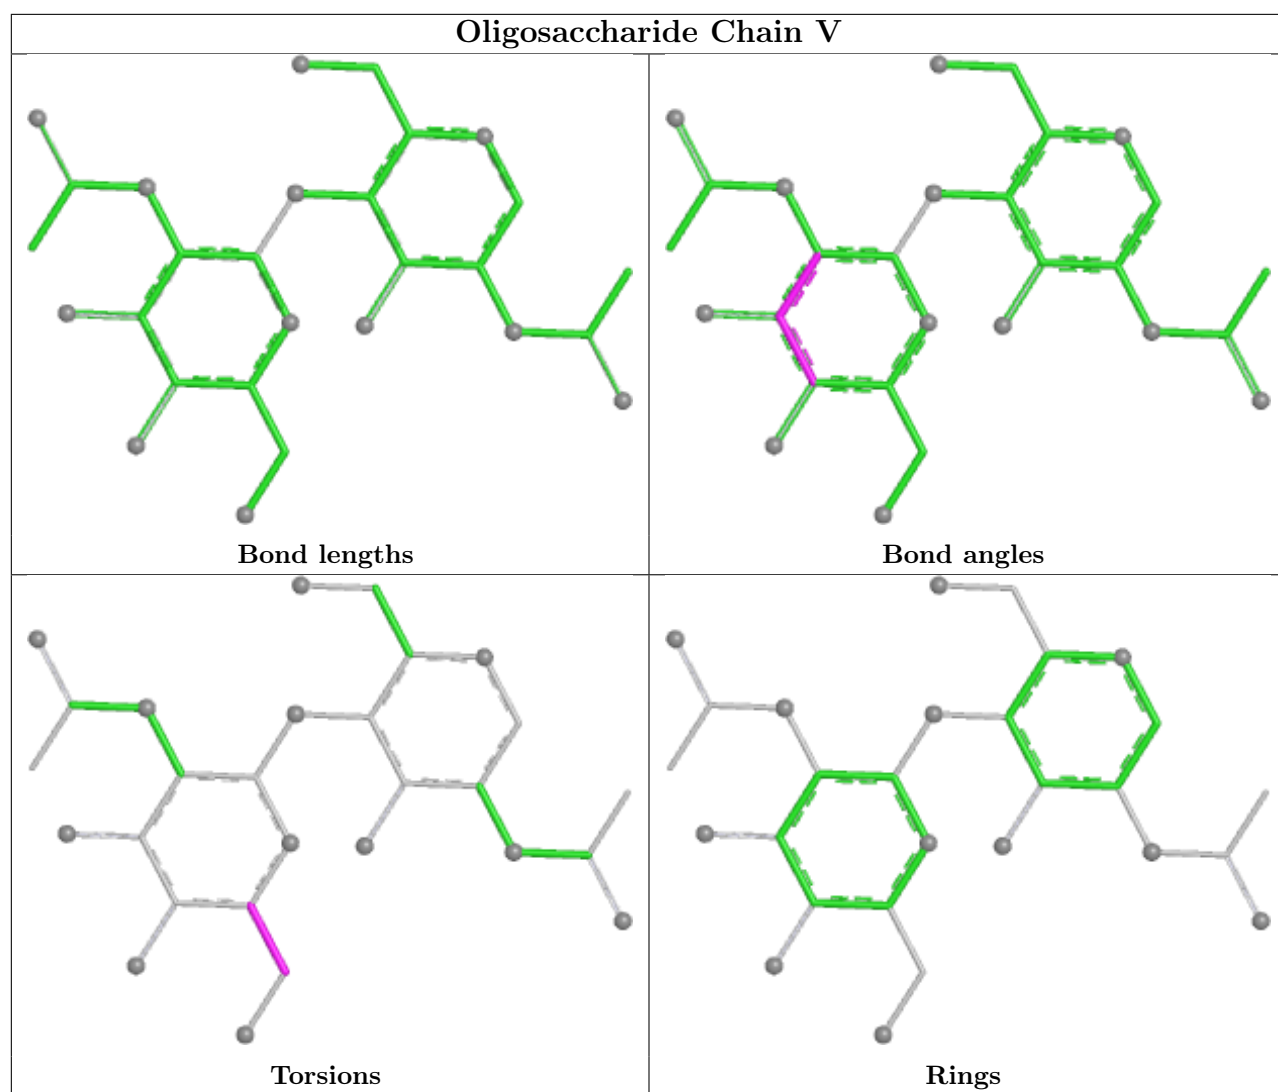 Oligosaccharide Chain V
Bond lengths
Bond angles
Torsions
Rings